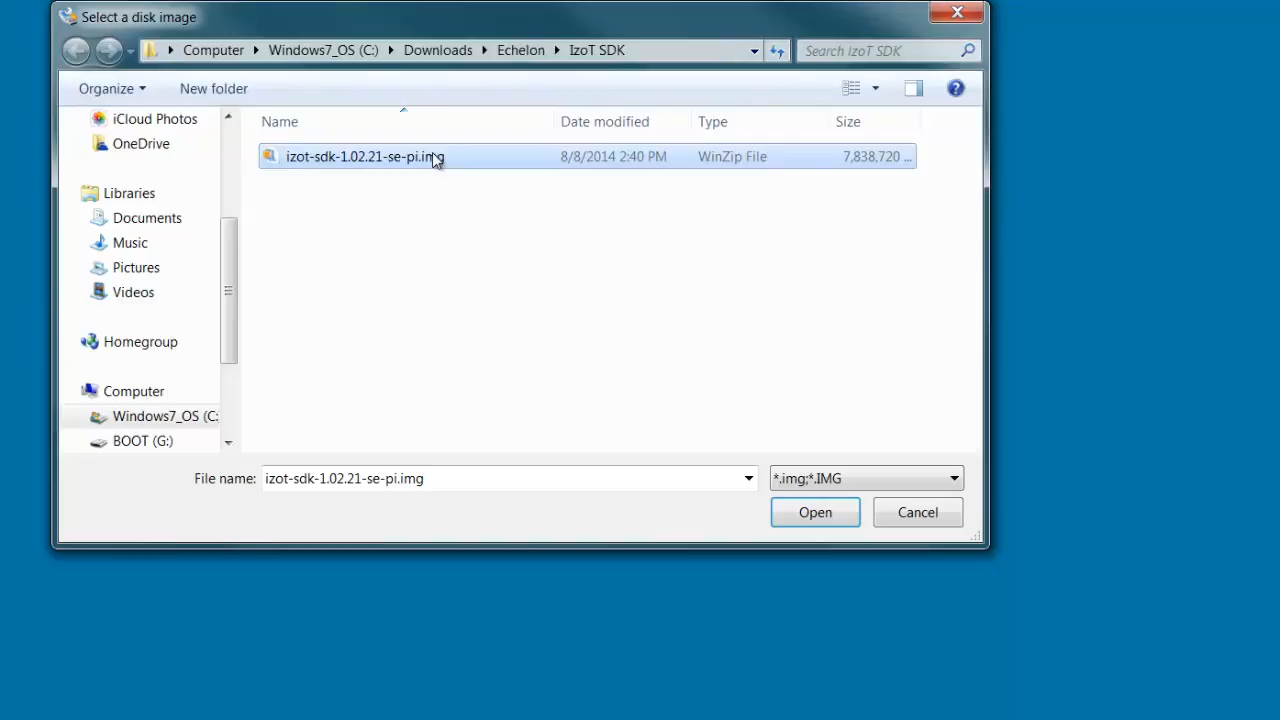 Select a disk image
Computer Windows7_OS (C:) Downloads Echelon IzoT SDK Search IzoT SDK
Organize New folder
Name Date modified Type Size
izot-sdk-1.02.21-se-pi.img 8/8/2014 2:40 PM WinZip File 7,838,720 ...
iCloud Photos
OneDrive
Libraries
Documents
Music
Pictures
Videos
Homegroup
Computer
Windows7_OS (C:
BOOT (G:)
File name: izot-sdk-1.02.21-se-pi.img *.img;*.IMG
Open Cancel